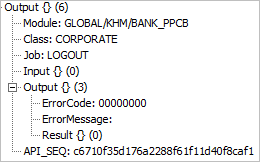 Output {} (6)
Module: GLOBAL/KHM/BANK_PPCB
Class: CORPORATE
Job: LOGOUT
Input {} (0)
Output {} (3)
ErrorCode: 00000000
ErrorMessage:
Result {} (0)
API_SEQ: c6710f35d176a2288f61f11d40f8caf1